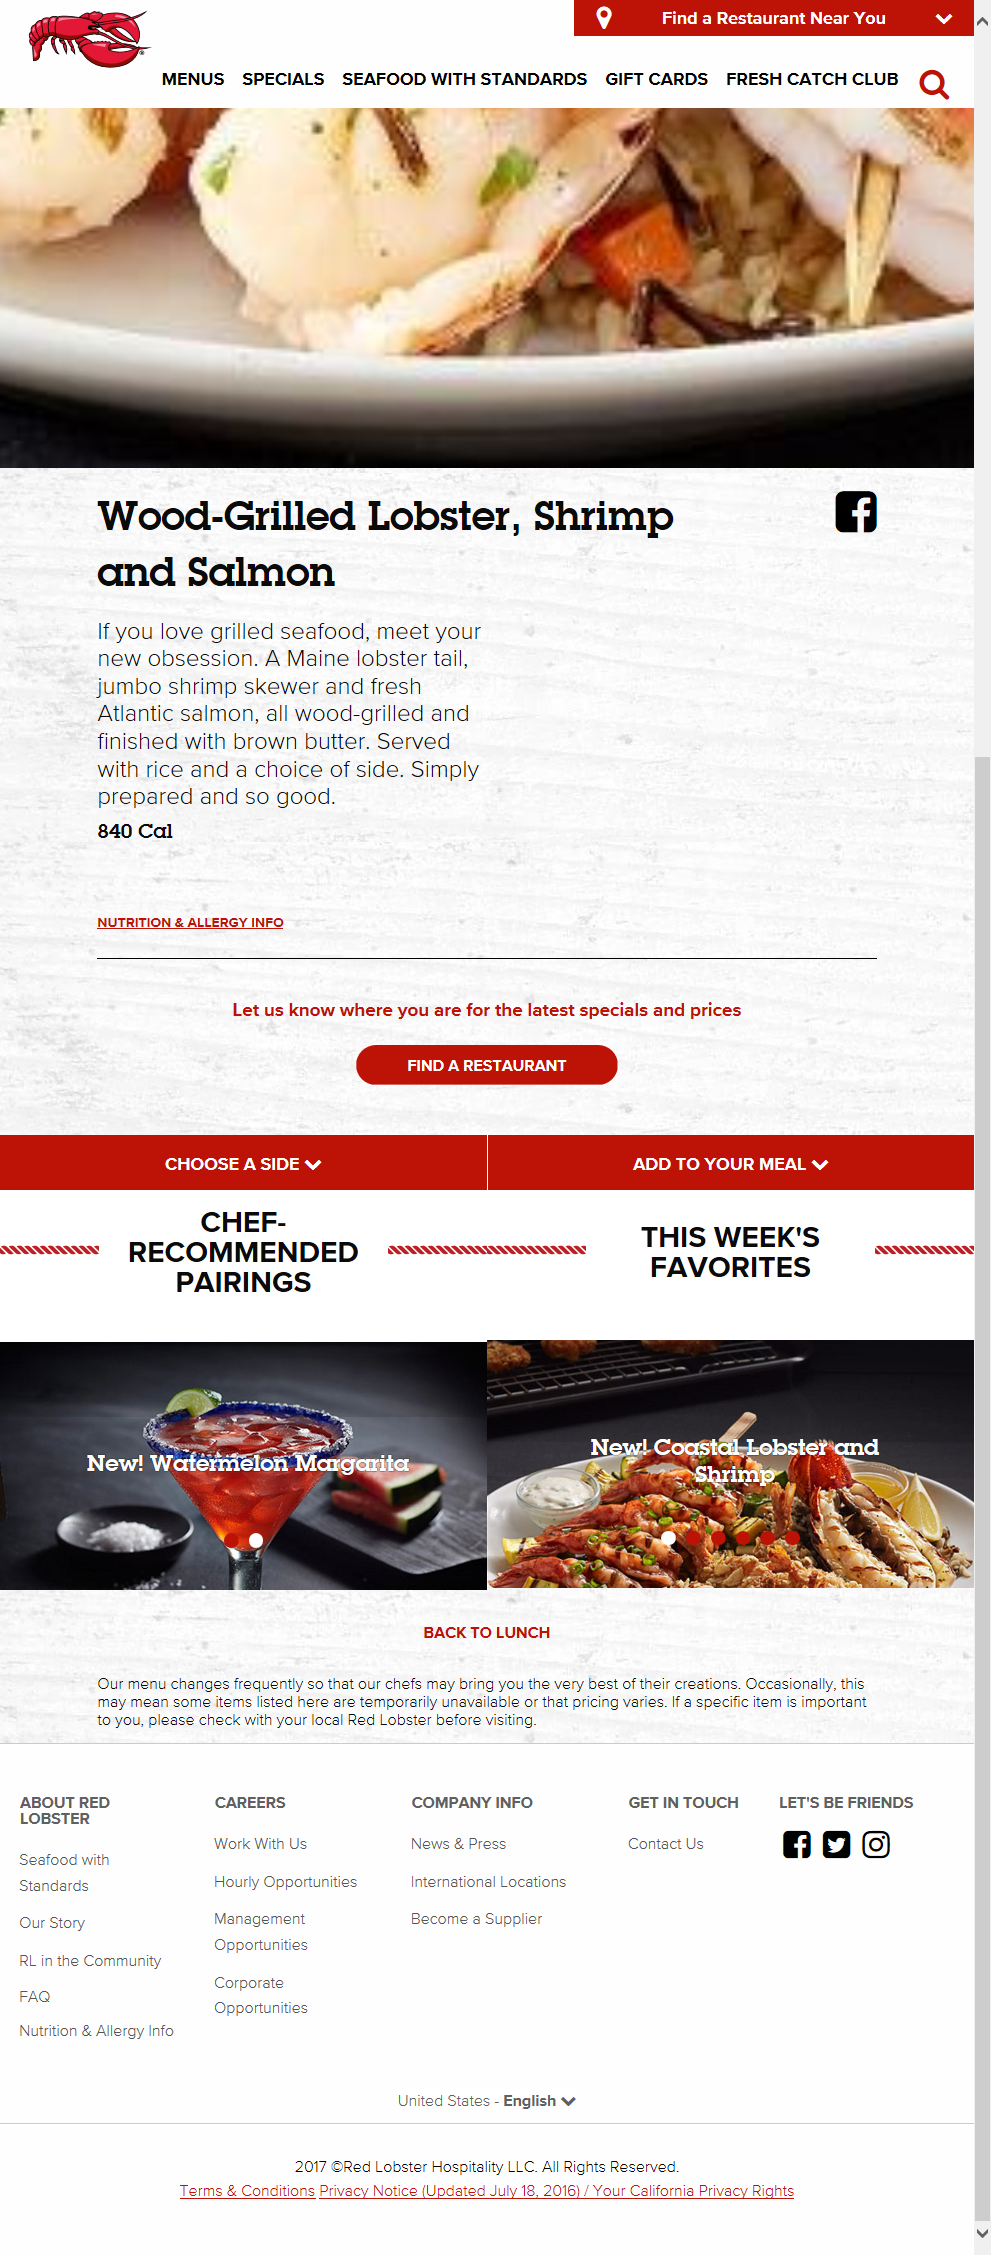 Find a Restaurant Near You
MENUS SPECIALS SEAFOOD WITH STANDARDS GIFT CARDS FRESH CATCH CLUB
Wood-Grilled Lobster, Shrimp
and Salmon
If you love grilled seafood, meet your
new obsession. A Maine lobster tail,
jumbo shrimp skewer and fresh
Atlantic salmon, all wood-grilled and
finished with brown butter. Served
with rice and a choice of side. Simply
prepared and so good.
840 Cal
NUTRITION & ALLERGY INFO
Let us know where you are for the latest specials and prices
FIND A RESTAURANT
CHOOSE A SIDE
ADD TO YOUR MEAL
CHEF-
RECOMMENDED
PAIRINGS
THIS WEEK'S
FAVORITES
New! Watermelon Margarita
New! Coastal Lobster and
Shrimp
BACK TO LUNCH
Our menu changes frequently so that our chefs may bring you the very best of their creations. Occasionally, this
may mean some items listed here are temporarily unavailable or that pricing varies. If a specific item is important
to you, please check with your local Red Lobster before visiting.
ABOUT RED
LOBSTER
Seafood with
Standards
Our Story
RL in the Community
FAQ
Nutrition & Allergy Info
CAREERS
Work With Us
Hourly Opportunities
Management
Opportunities
Corporate
Opportunities
COMPANY INFO
News & Press
International Locations
Become a Supplier
GET IN TOUCH
Contact Us
LET'S BE FRIENDS
United States - English
2017 ©Red Lobster Hospitality LLC. All Rights Reserved.
Terms & Conditions Privacy Notice (Updated July 18, 2016) / Your California Privacy Rights